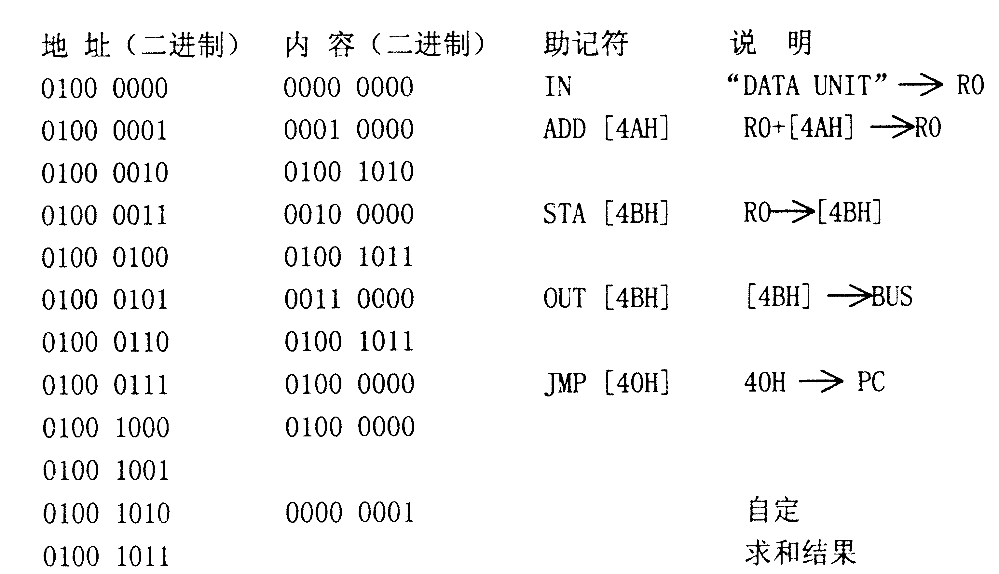 地 址（二进制） 内 容（二进制） 助记符 说 明
0100 0000 0000 0000 IN “DATA UNIT” → R0
0100 0001 0001 0000 ADD [4AH] R0+[4AH] →R0
0100 0010 0100 1010
0100 0011 0010 0000 STA [4BH] R0→[4BH]
0100 0100 0100 1011
0100 0101 0011 0000 OUT [4BH] [4BH] →BUS
0100 0110 0100 1011
0100 0111 0100 0000 JMP [40H] 40H → PC
0100 1000 0100 0000
0100 1001
0100 1010 0000 0001 自定
0100 1011 求和结果